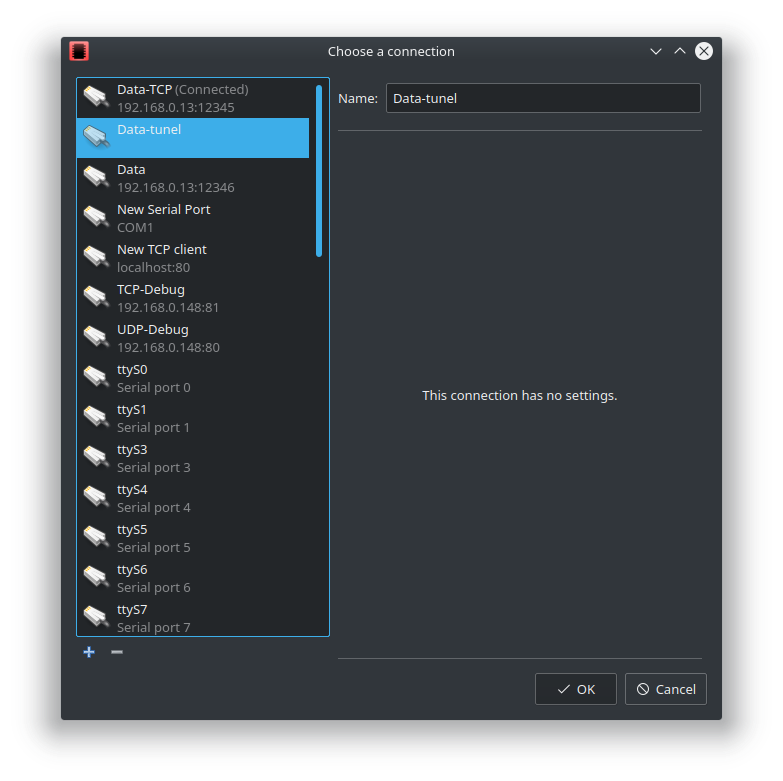 Choose a connection
Data-TCP (Connected)
192.168.0.13:12345
Data-tunel
Data
192.168.0.13:12346
New Serial Port
COM1
New TCP client
localhost:80
TCP-Debug
192.168.0.148:81
UDP-Debug
192.168.0.148:80
ttyS0
Serial port 0
ttyS1
Serial port 1
ttyS3
Serial port 3
ttyS4
Serial port 4
ttyS5
Serial port 5
ttyS6
Serial port 6
ttyS7
Serial port 7
Name: Data-tunel
This connection has no settings.
OK Cancel